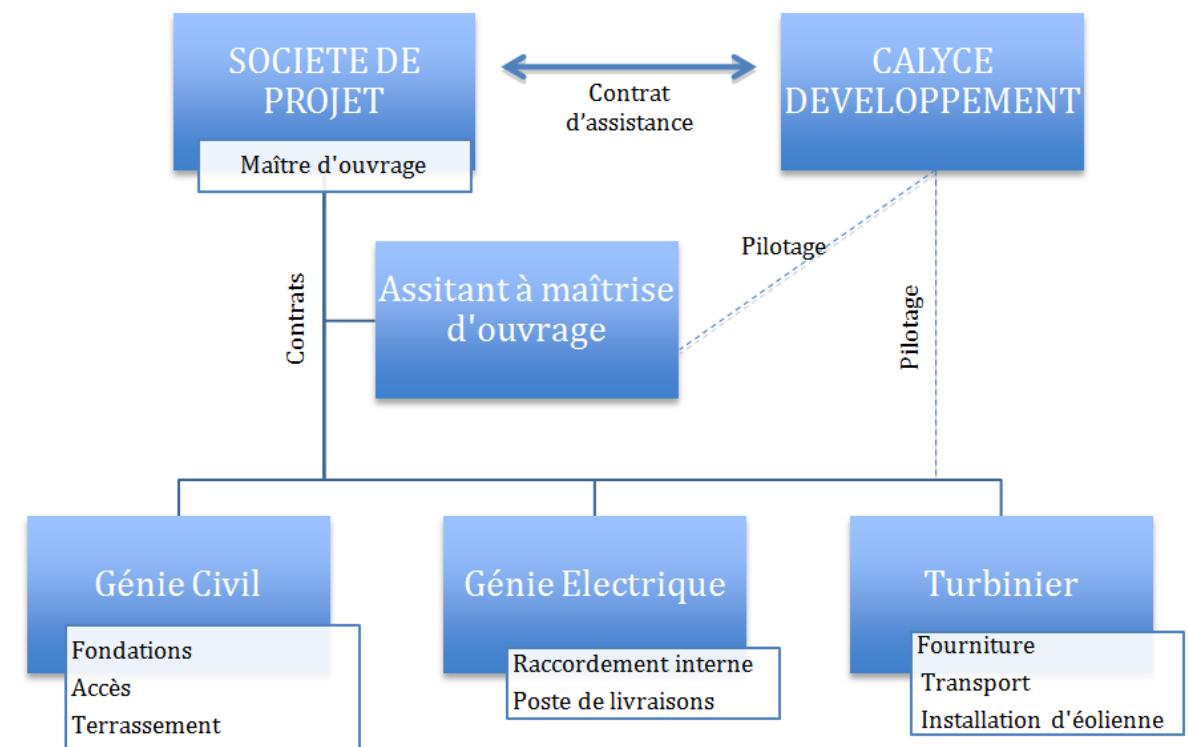 SOCIETE DE
PROJET
Maître d'ouvrage
Contrat
d'assistance
CALYCE
DEVELOPPEMENT
Contrats
Assitant à maîtrise
d'ouvrage
Pilotage
Pilotage
Génie Civil
Fondations
Accès
Terrassement
Génie Electrique
Raccordement interne
Poste de livraisons
Turbinier
Fourniture
Transport
Installation d'éolienne